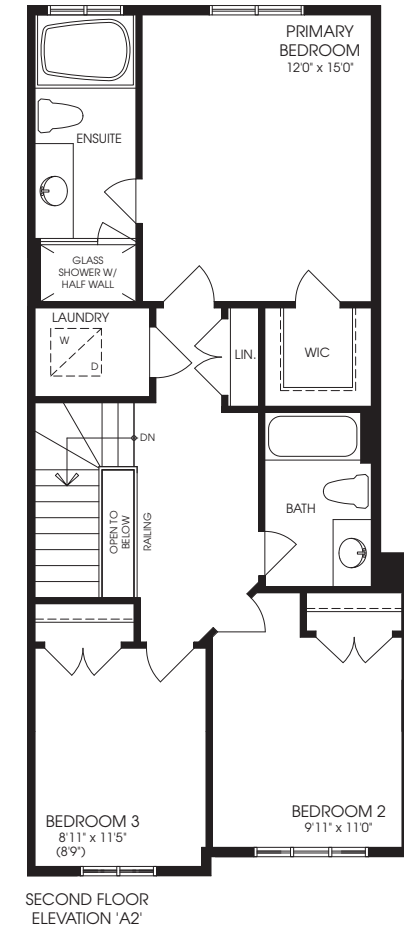 PRIMARY
BEDROOM
12'0" x 15'0"
ENSUITE
GLASS
SHOWER W/
HALF WALL
LAUNDRY
W
D
LIN.
WIC
DN
OPEN TO
BELOW
RAILING
BATH
BEDROOM 3
8'11" x 11'5"
(8'9")
BEDROOM 2
9'11" x 11'0"
SECOND FLOOR
ELEVATION 'A2'